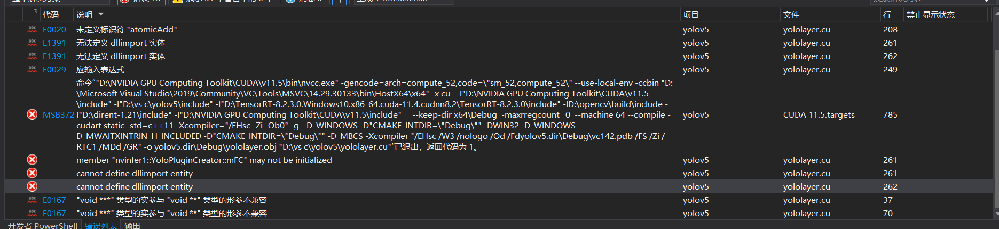 代码 说明 项目 文件 行 禁止显示状态
abc E0020 未定义标识符 "atomicAdd" yolov5 yololayer.cu 208
abc E1391 无法定义 dllimport 实体 yolov5 yololayer.cu 261
abc E1391 无法定义 dllimport 实体 yolov5 yololayer.cu 262
abc E0029 应输入表达式 yolov5 yololayer.cu 249
命令“"D:\NVIDIA GPU Computing Toolkit\CUDA\v11.5\bin\nvcc.exe" -gencode=arch=compute_52,code=\"sm_52,compute_52\" --use-local-env -ccbin "D:
\Microsoft Visual Studio\2019\Community\VC\Tools\MSVC\14.29.30133\bin\HostX64\x64" -x cu -I"D:\NVIDIA GPU Computing Toolkit\CUDA\v11.5
\include" -I"D:\vs c\yolov5\include" -I"D:\TensorRT-8.2.3.0.Windows10.x86_64.cuda-11.4.cudnn8.2\TensorRT-8.2.3.0\include" -ID:\opencv\build\include -
MSB372 I"D:\dirent-1.21\include" -I"D:\NVIDIA GPU Computing Toolkit\CUDA\v11.5\include" --keep-dir x64\Debug -maxrregcount=0 --machine 64 --compile - yolov5 CUDA 11.5.targets 785
cudart static -std=c++11 -Xcompiler="/EHsc -Zi -Ob0" -g -D_WINDOWS -D"CMAKE_INTDIR=\"Debug\"" -DWIN32 -D_WINDOWS -
D_MWAITXINTRIN_H_INCLUDED -D"CMAKE_INTDIR=\"Debug\"" -D_MBCS -Xcompiler "/EHsc /W3 /nologo /Od /Fdyolov5.dir\Debug\vc142.pdb /FS /Zi /
RTC1 /MDd /GR" -o yolov5.dir\Debug\yololayer.obj "D:\vs c\yolov5\yololayer.cu"”已退出，返回代码为 1。
member "nvinfer1::YoloPluginCreator::mFC" may not be initialized yolov5 yololayer.cu 261
cannot define dllimport entity yolov5 yololayer.cu 261
cannot define dllimport entity yolov5 yololayer.cu 262
abc E0167 "void ***" 类型的实参与 "void **" 类型的形参不兼容 yolov5 yololayer.cu 37
abc E0167 "void ***" 类型的实参与 "void **" 类型的形参不兼容 yolov5 yololayer.cu 70
开发者 PowerShell 错误列表 输出